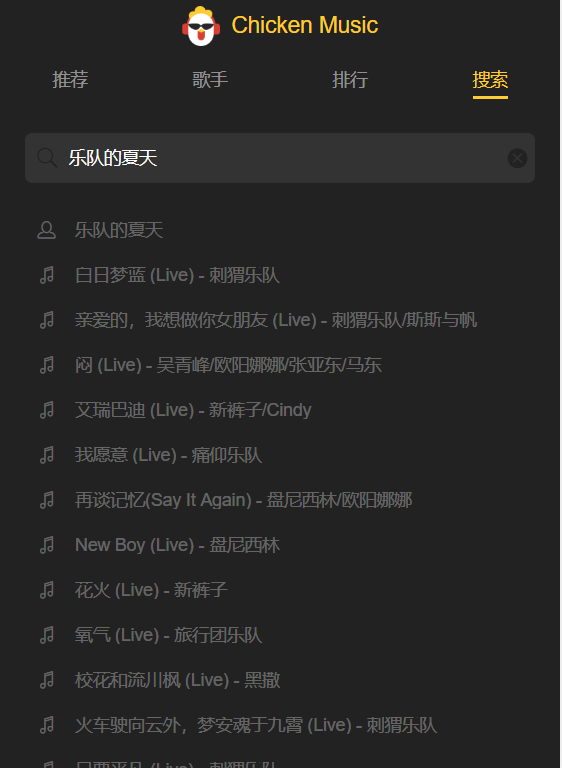 Chicken Music
推荐 歌手 排行 搜索
乐队的夏天
乐队的夏天
白日梦蓝 (Live) - 刺猬乐队
亲爱的，我想做你女朋友 (Live) - 刺猬乐队/斯斯与帆
闷 (Live) - 吴青峰/欧阳娜娜/张亚东/马东
艾瑞巴迪 (Live) - 新裤子/Cindy
我愿意 (Live) - 痛仰乐队
再谈记忆(Say It Again) - 盘尼西林/欧阳娜娜
New Boy (Live) - 盘尼西林
花火 (Live) - 新裤子
氧气 (Live) - 旅行团乐队
校花和流川枫 (Live) - 黑撒
火车驶向云外，梦安魂于九霄 (Live) - 刺猬乐队
(Live) - 刺猬乐队